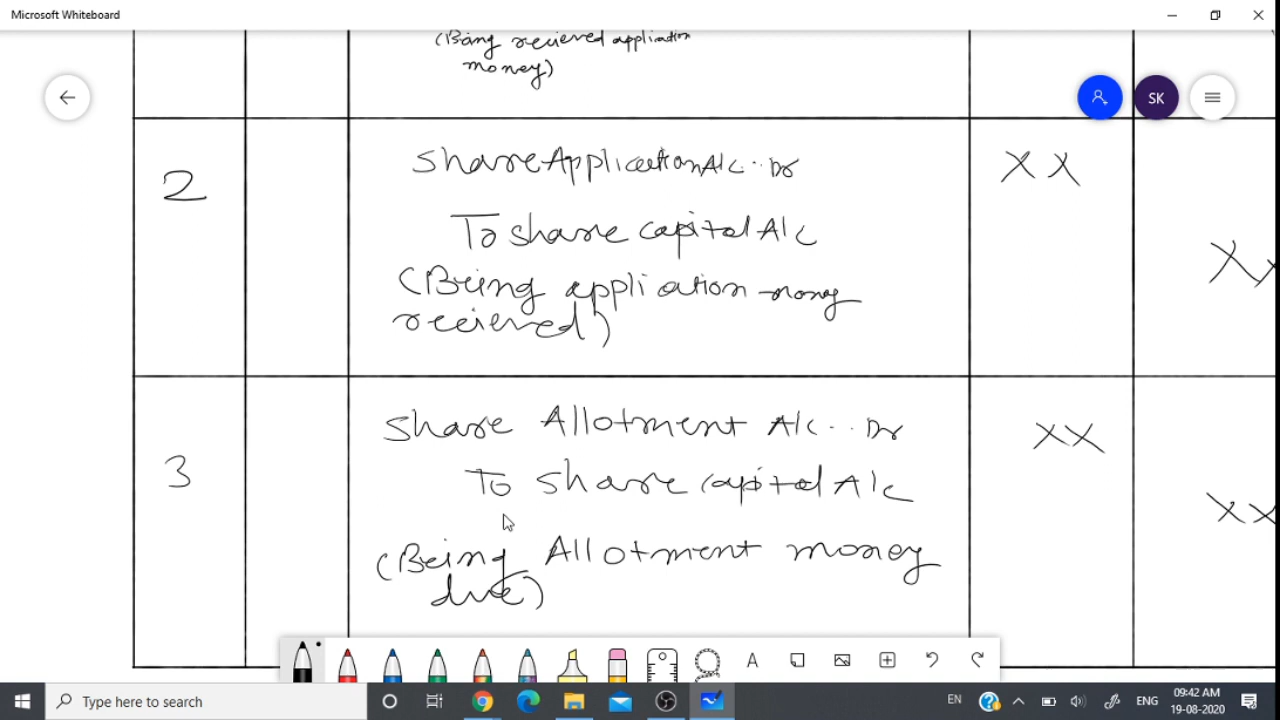 Microsoft Whiteboard
(Being recieved application
money)
SK
2
Share Application A/c .. Dr
XX
To share capital A/c
XX
(Being application money
recieved)
3
Share Allotment A/c .. Dr
XX
To share capital A/c
XX
(Being Allotment money
due)
A
Type here to search
EN
ENG
09:42 AM
19-08-2020